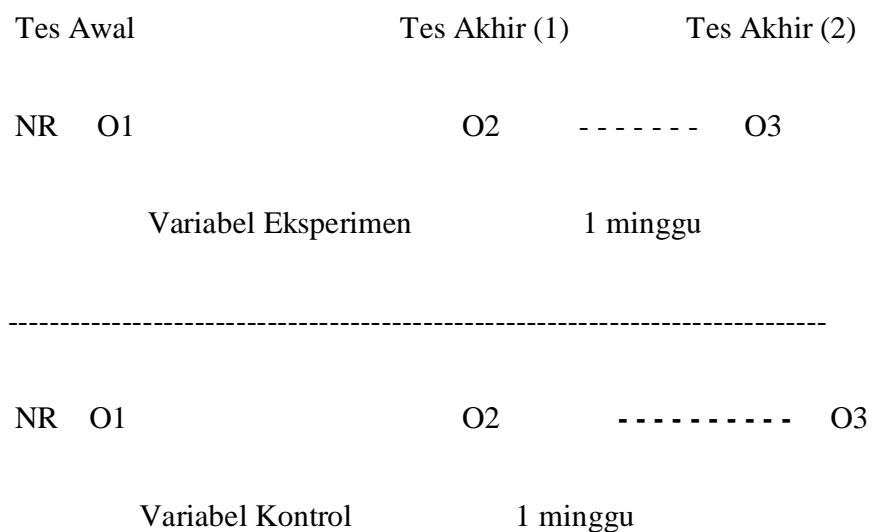 Tes Awal Tes Akhir (1) Tes Akhir (2)
NR O1 O2 - - - - - - - O3
Variabel Eksperimen 1 minggu
--------------------------------------------------------------------------------
NR O1 O2 - - - - - - - - - - O3
Variabel Kontrol 1 minggu